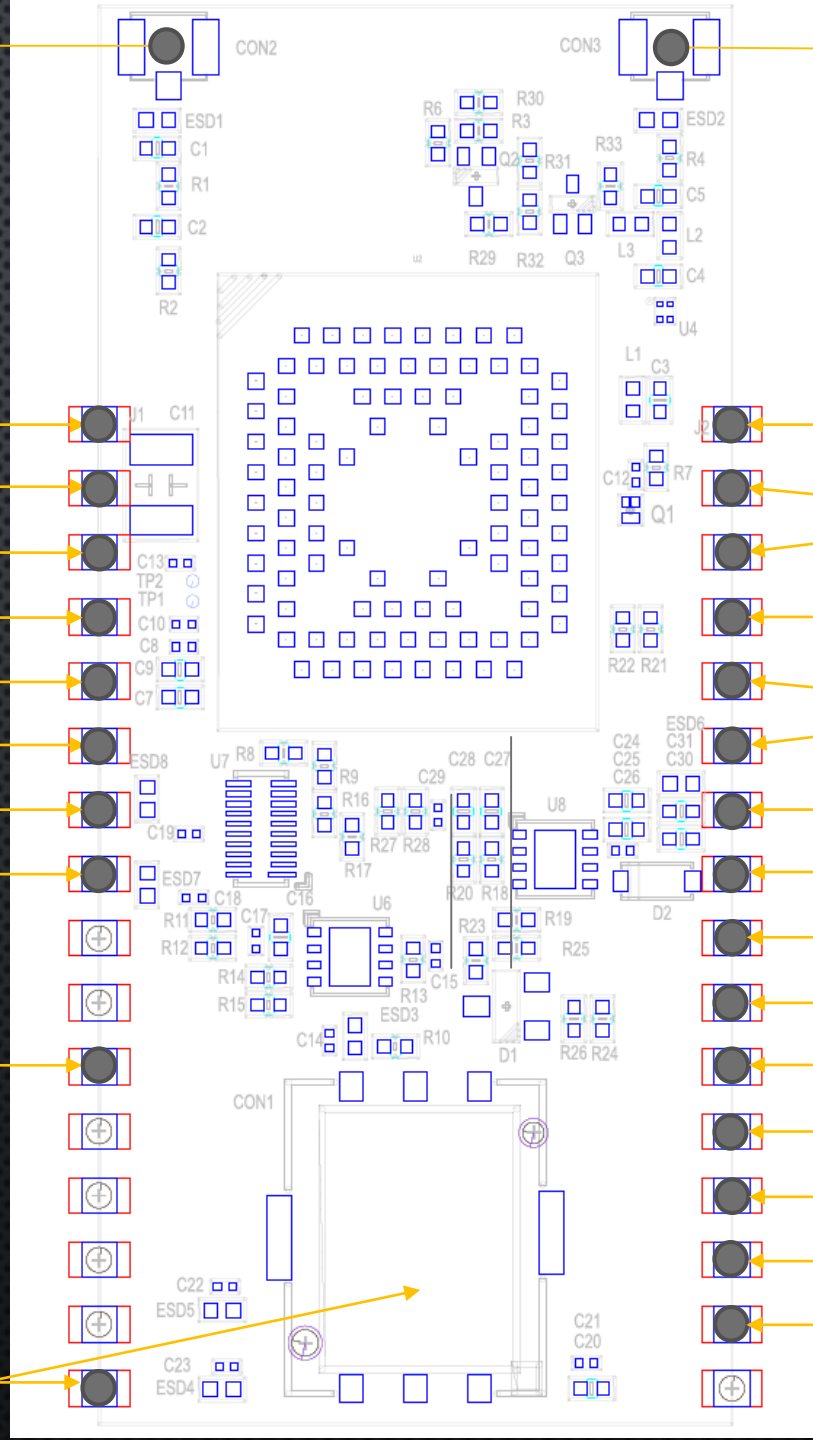 CON2
CON3
ESD1
C1
R1
C2
R2
R6
R30
R3
Q2
R31
R29
R32
Q3
R33
L3
ESD2
R4
C5
L2
C4
U4
U2
L1
C3
J1
C11
J2
C12
R7
Q1
C13
TP2
TP1
C10
C8
C9
C7
R22
R21
ESD6
ESD8
U7
R8
R9
R16
C29
C28
C27
C24
C25
C26
C31
C30
U8
C19
R17
R27
R28
R20
R18
ESD7
C18
C17
C16
U6
D2
R11
R12
R14
R15
R13
C15
R23
R19
R25
C14
ESD3
R10
D1
R26
R24
CON1
C22
ESD5
C23
ESD4
C21
C20